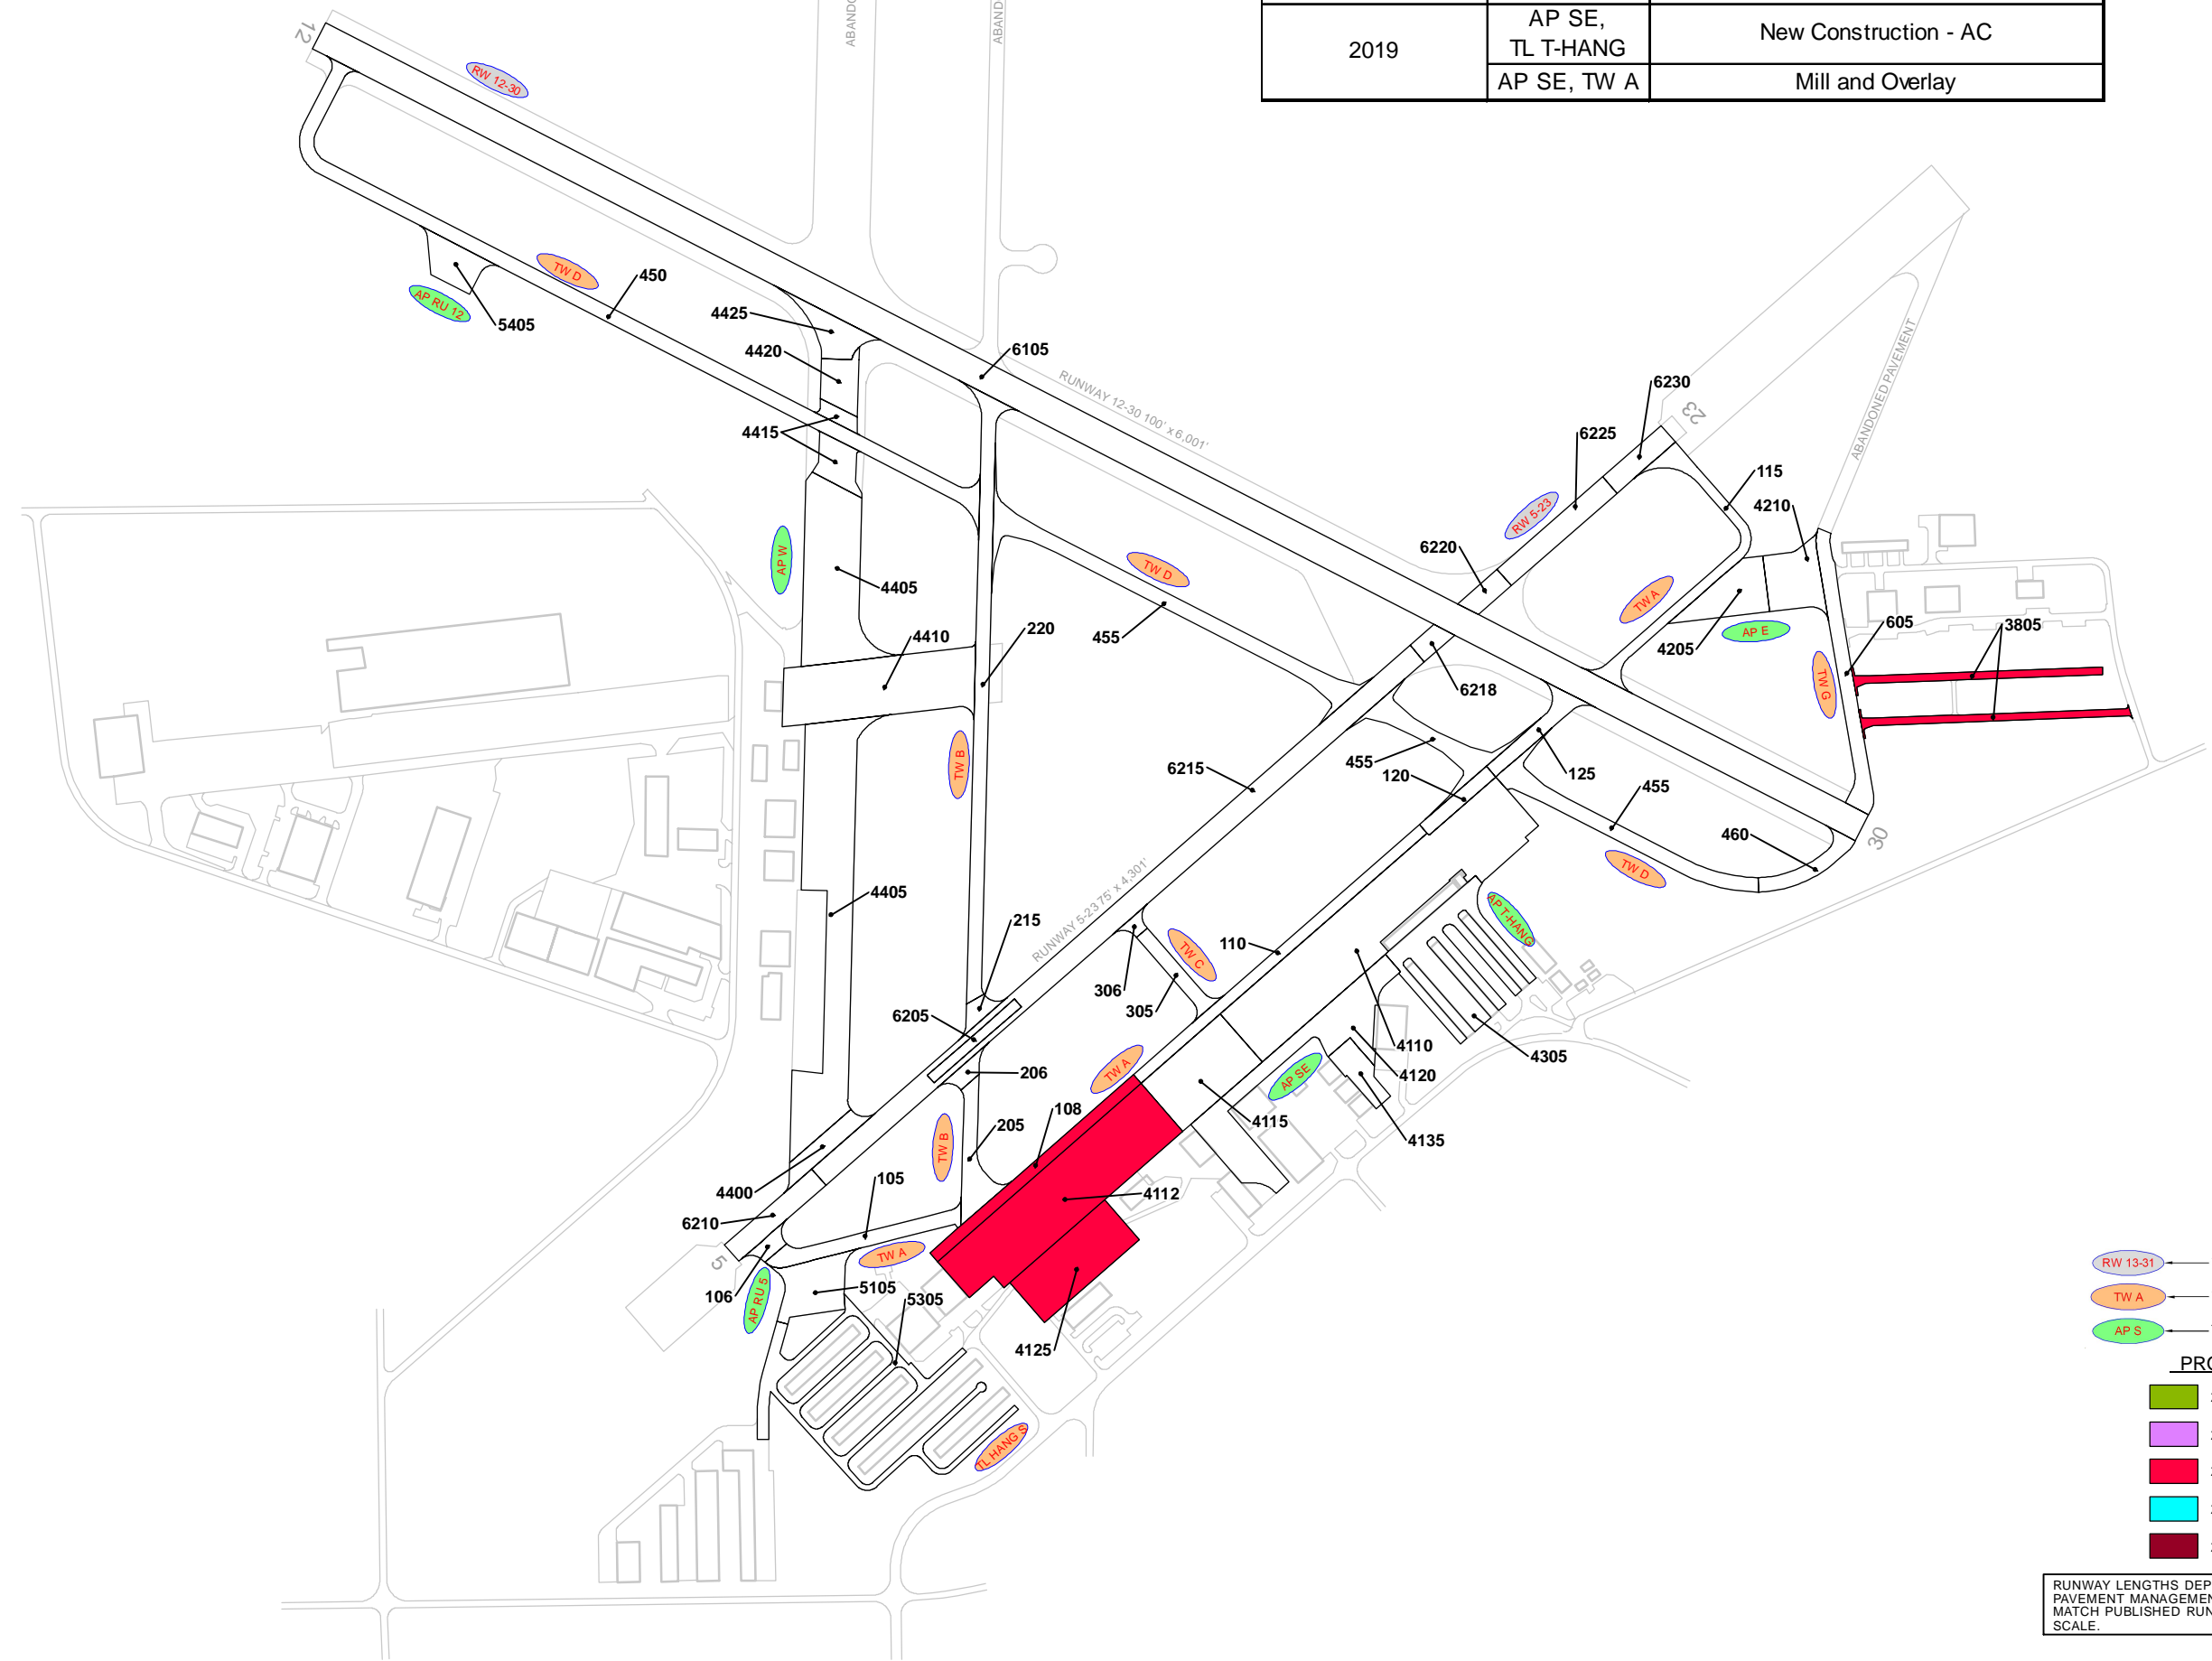 2019
AP SE,
TL T-HANG
New Construction - AC
AP SE, TW A
Mill and Overlay
12
RW 12-30
TW D
450
AP RU 12
5405
4425
4420
4415
6105
RUNWAY 12-30 100' x 6,001'
ABANDONED PAVEMENT
6230
23
6225
115
4210
RW 5-23
6220
AP W
4405
TW D
455
TW A
4205
AP E
605
3805
TW G
4410
220
6218
TW B
6215
455
120
125
455
460
TW D
30
4405
RUNWAY 5-23 75' x 4,301'
215
110
TW C
306
305
AP T-HANG
6205
206
TW A
AP SE
4110
4120
4305
108
4115
4135
TW B
205
4400
105
4112
6210
5
106
TW A
AP RU 5
5105
5305
4125
TL HANG S
RW 13-31
TW A
AP S
RUNWAY LENGTHS
PAVEMENT
MATCH PUBLISHED
SCALE.